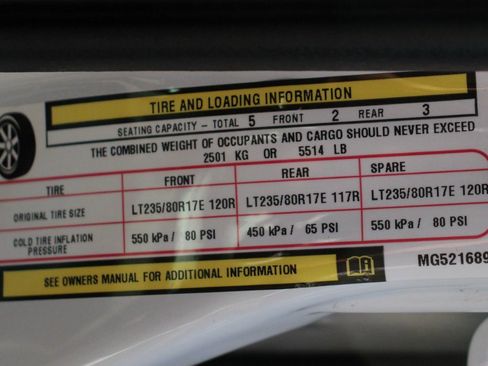 TIRE AND LOADING INFORMATION
SEATING CAPACITY - TOTAL 5 FRONT 2 REAR 3
THE COMBINED WEIGHT OF OCCUPANTS AND CARGO SHOULD NEVER EXCEED
2501 KG OR 5514 LB
TIRE FRONT REAR SPARE
ORIGINAL TIRE SIZE LT235/80R17E 120R LT235/80R17E 117R LT235/80R17E 120R
COLD TIRE INFLATION PRESSURE 550 kPa / 80 PSI 450 kPa / 65 PSI 550 kPa / 80 PSI
SEE OWNERS MANUAL FOR ADDITIONAL INFORMATION
MG521689